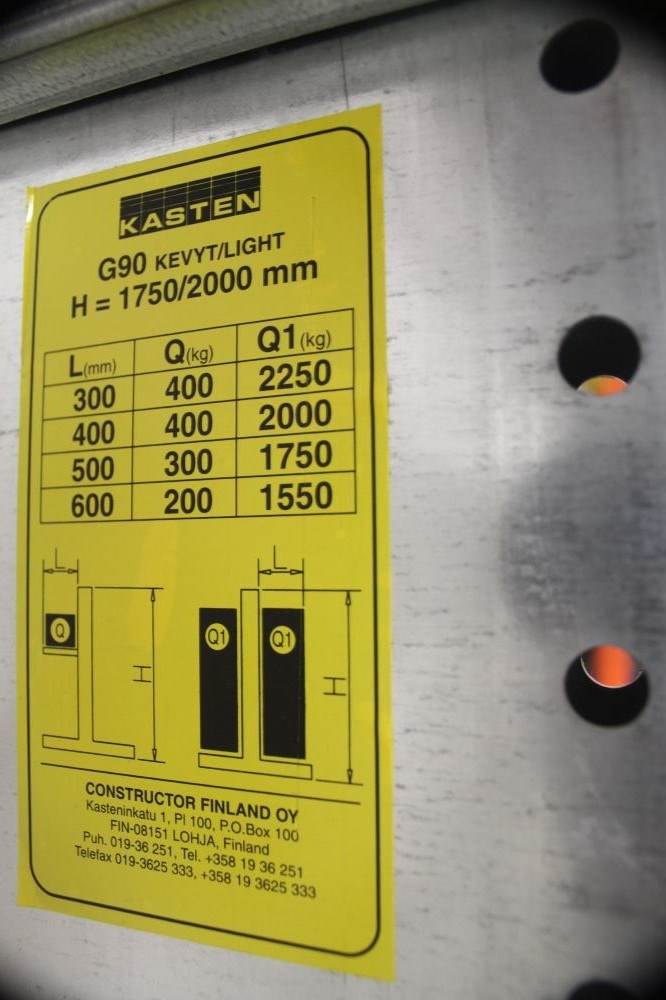 KASTEN
G90 KEVYT/LIGHT
H = 1750/2000 mm
L(mm) Q(kg) Q1(kg)
300 400 2250
400 400 2000
500 300 1750
600 200 1550
L L
Q Q1 Q1
H H
CONSTRUCTOR FINLAND OY
Kasteninkatu 1, Pl 100, P.O.Box 100
FIN-08151 LOHJA, Finland
Puh. 019-36 251, Tel. +358 19 36 251
Telefax 019-3625 333, +358 19 3625 333